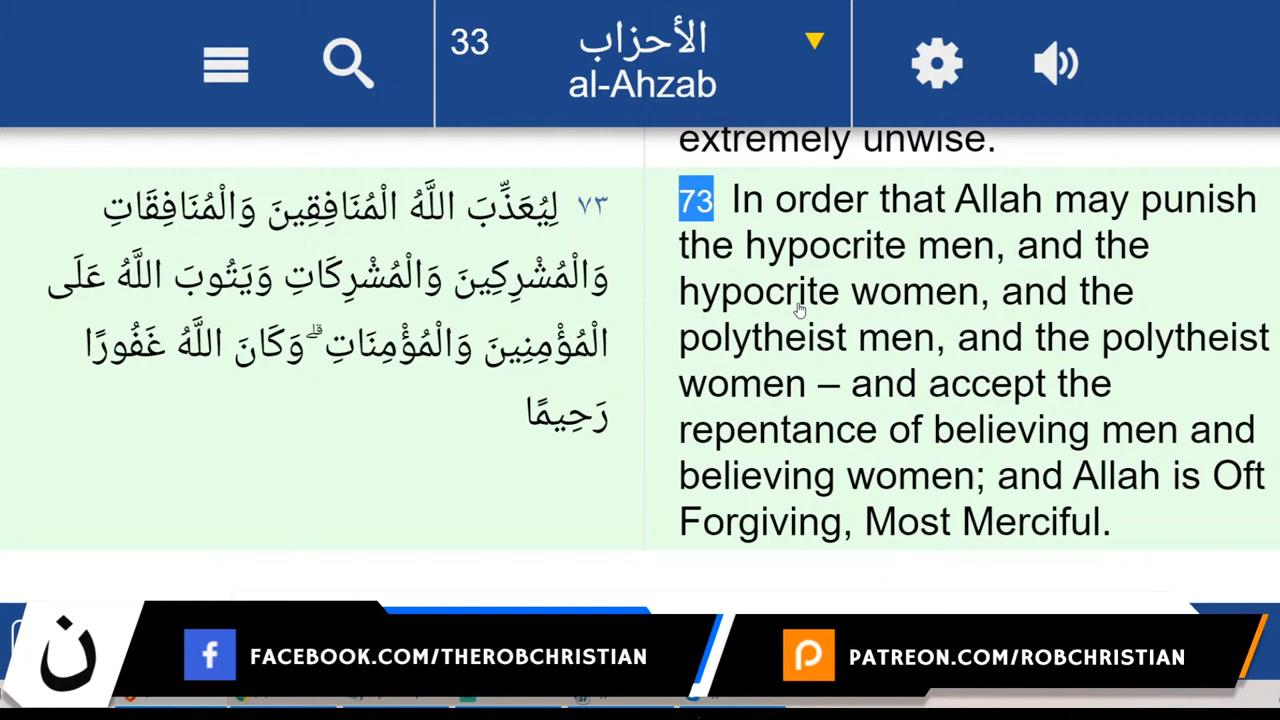 33
الأحزاب
al-Ahzab
extremely unwise.
٧٣ لِيُعَذِّبَ اللَّهُ الْمُنَافِقِينَ وَالْمُنَافِقَاتِ
وَالْمُشْرِكِينَ وَالْمُشْرِكَاتِ وَيَتُوبَ اللَّهُ عَلَى
الْمُؤْمِنِينَ وَالْمُؤْمِنَاتِ ۗ وَكَانَ اللَّهُ غَفُورًا
رَحِيمًا
73 In order that Allah may punish
the hypocrite men, and the
hypocrite women, and the
polytheist men, and the polytheist
women – and accept the
repentance of believing men and
believing women; and Allah is Oft
Forgiving, Most Merciful.
ن
f FACEBOOK.COM/THEROBCHRISTIAN
PATREON.COM/ROBCHRISTIAN